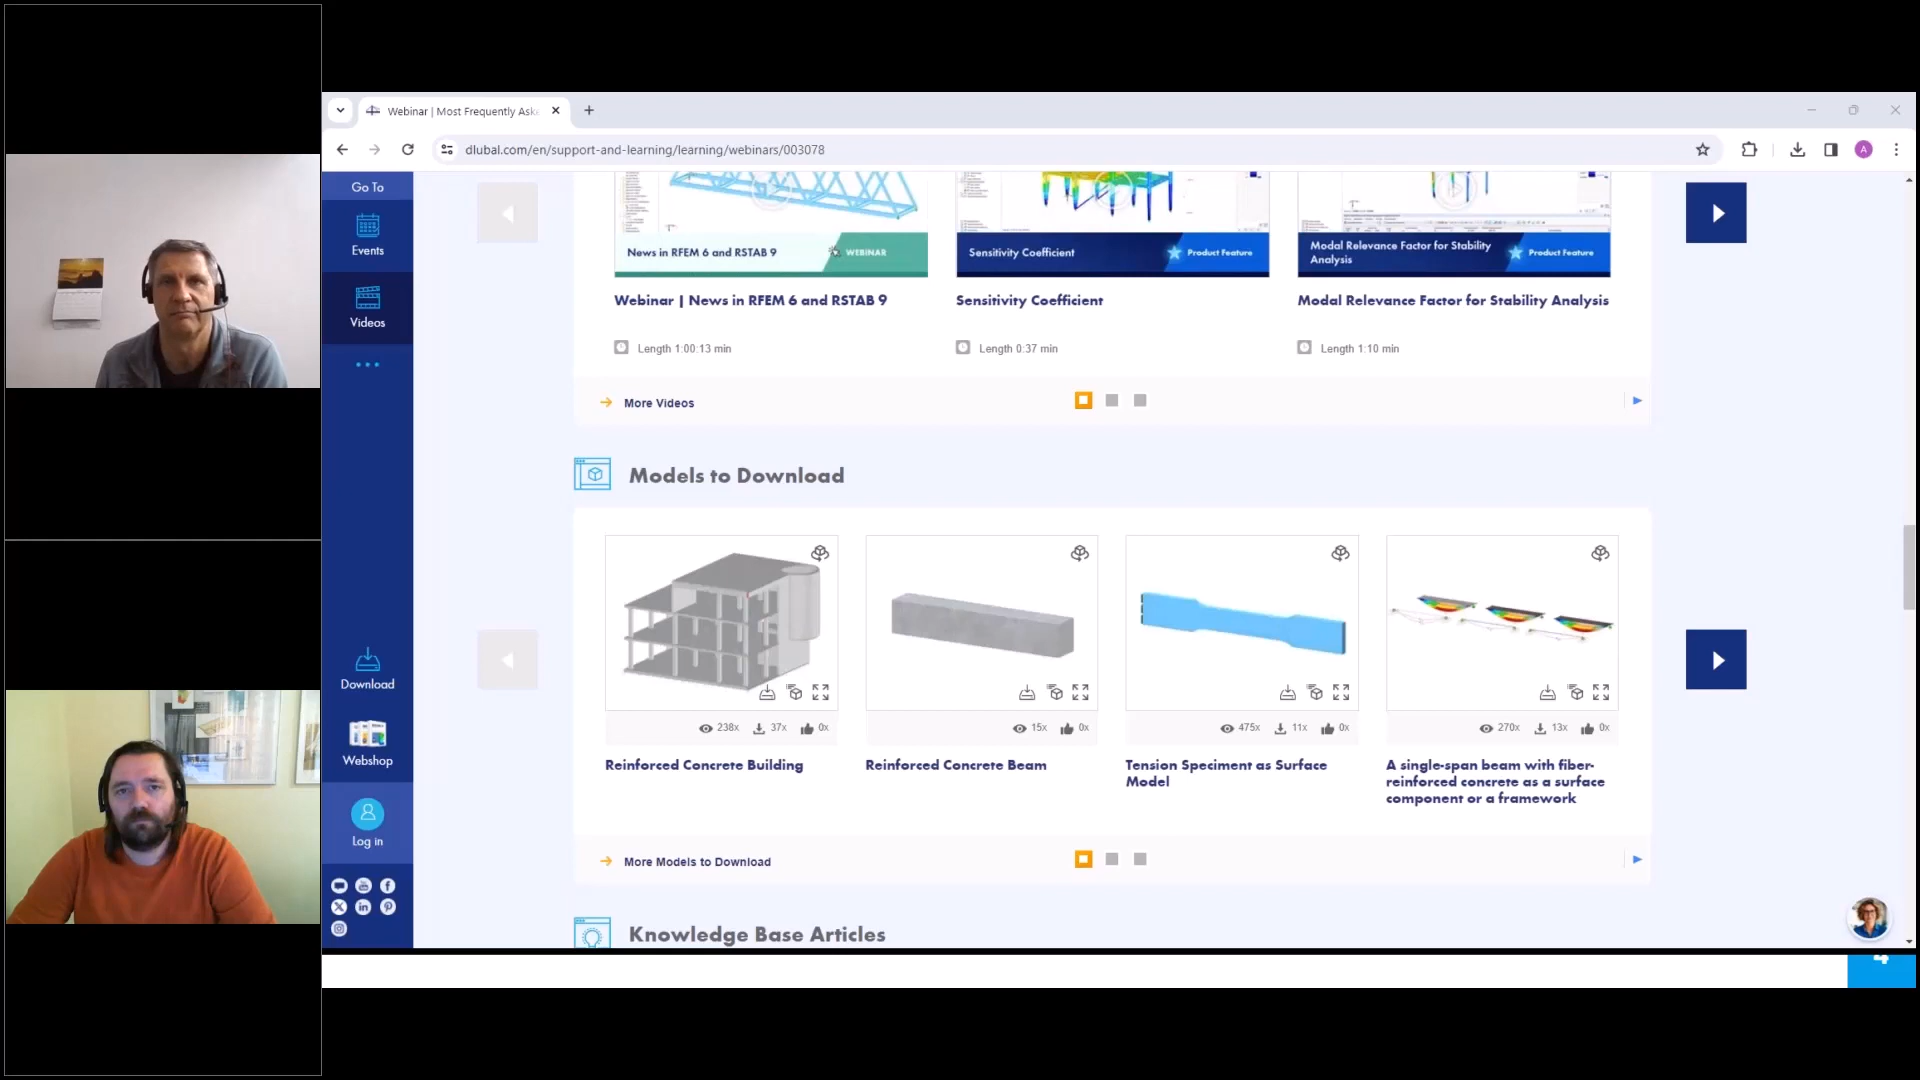 Webinar | Most Frequently Aske
dlubal.com/en/support-and-learning/learning/webinars/003078
A
Go To
Events
Videos
Download
Webshop
Log in
News in RFEM 6 and RSTAB 9
WEBINAR
Webinar | News in RFEM 6 and RSTAB 9
Length 1:00:13 min
Sensitivity Coefficient
Product Feature
Sensitivity Coefficient
Length 0:37 min
Modal Relevance Factor for Stability
Analysis
Product Feature
Modal Relevance Factor for Stability Analysis
Length 1:10 min
More Videos
Models to Download
238x 37x 0x
Reinforced Concrete Building
15x 0x
Reinforced Concrete Beam
475x 11x 0x
Tension Speciment as Surface
Model
270x 13x 0x
A single-span beam with fiber-
reinforced concrete as a surface
component or a framework
More Models to Download
Knowledge Base Articles